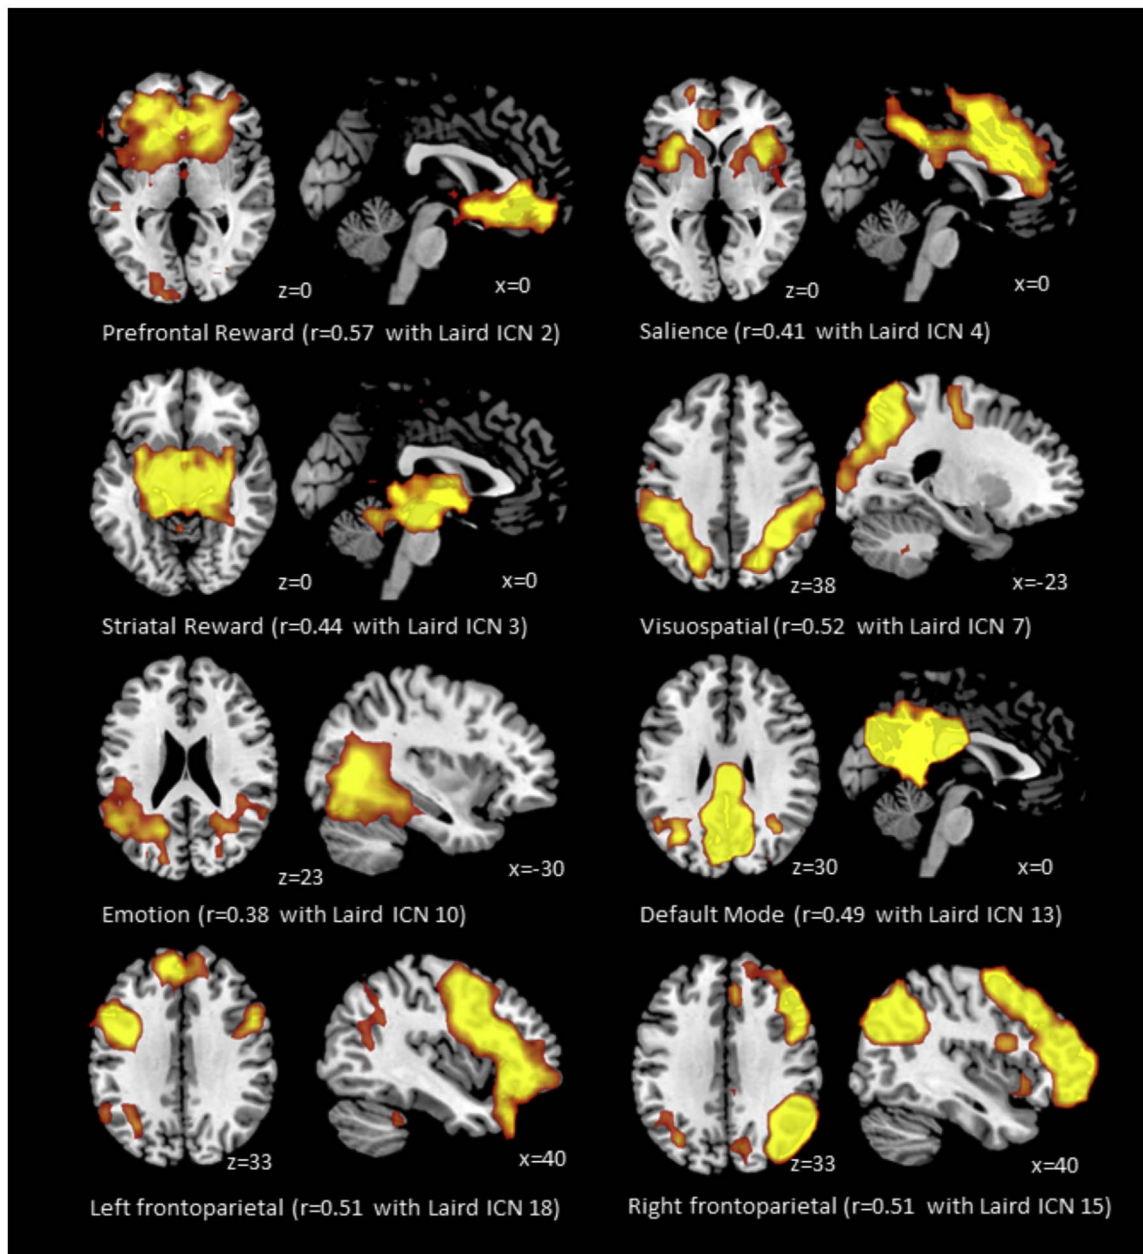 z=0
x=0
z=0
x=0
Prefrontal Reward (r=0.57 with Laird ICN 2)
Salience (r=0.41 with Laird ICN 4)
z=0
x=0
z=38
x=-23
Striatal Reward (r=0.44 with Laird ICN 3)
Visuospatial (r=0.52 with Laird ICN 7)
z=23
x=-30
z=30
x=0
Emotion (r=0.38 with Laird ICN 10)
Default Mode (r=0.49 with Laird ICN 13)
z=33
x=40
z=33
x=40
Left frontoparietal (r=0.51 with Laird ICN 18)
Right frontoparietal (r=0.51 with Laird ICN 15)